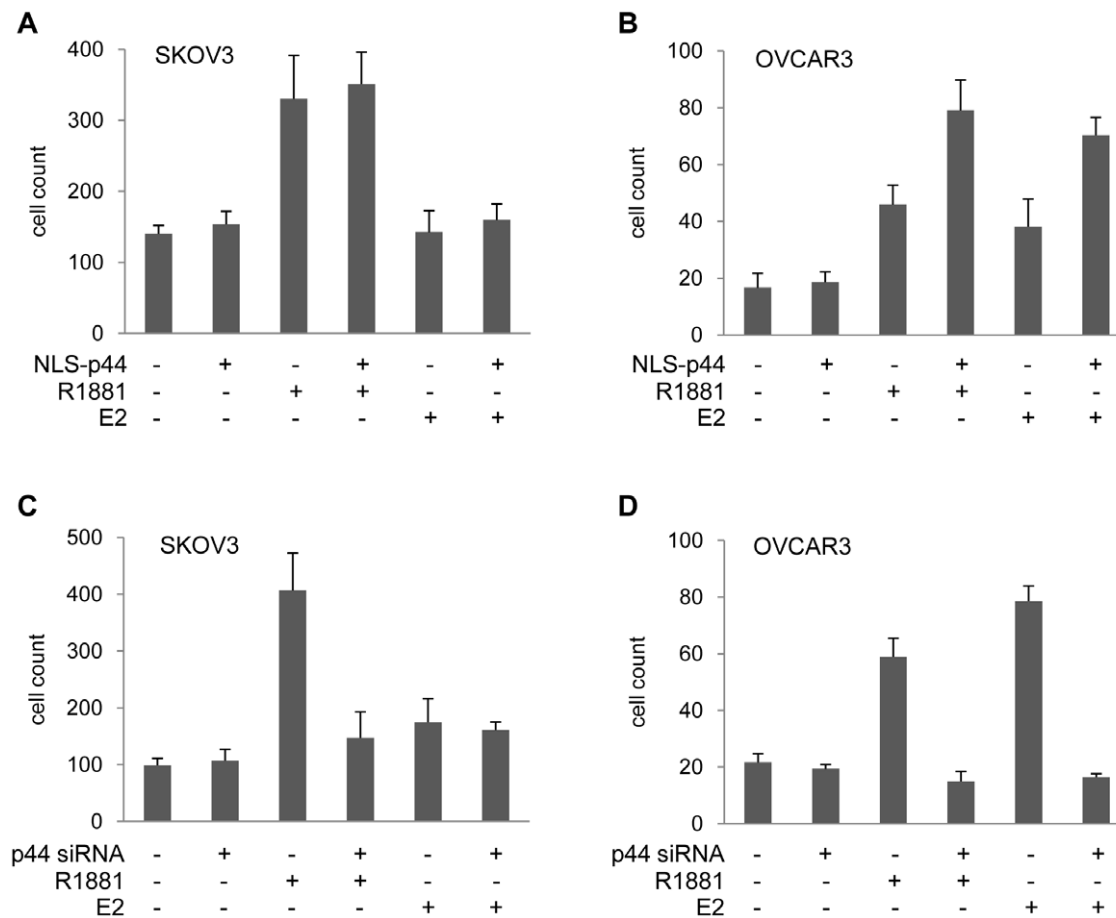 A
SKOV3
400
300
200
100
0
cell count
NLS-p44 - + - + - +
R1881 - - + + - -
E2 - - - - + +
B
OVCAR3
100
80
60
40
20
0
cell count
NLS-p44 - + - + - +
R1881 - - + + - -
E2 - - - - + +
C
SKOV3
500
400
300
200
100
0
cell count
p44 siRNA - + - + - +
R1881 - - + + - -
E2 - - - - + +
D
OVCAR3
100
80
60
40
20
0
cell count
p44 siRNA - + - + - +
R1881 - - + + - -
E2 - - - - + +